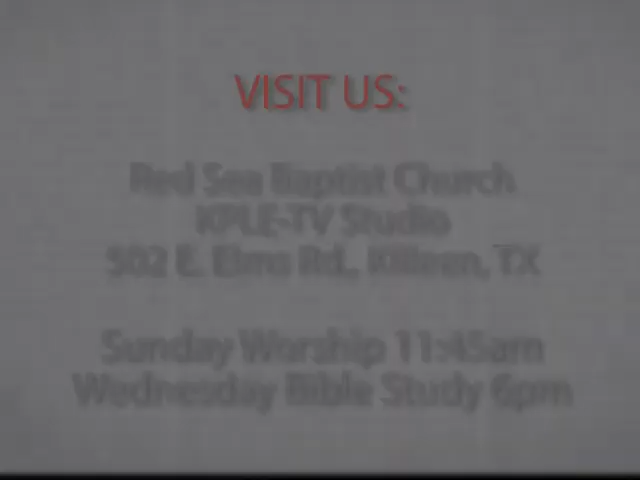 VISIT US:
Red Sea Baptist Church
KPLE-TV Studio
502 E. Elms Rd., Killeen, TX
Sunday Worship 11:45am
Wednesday Bible Study 6pm